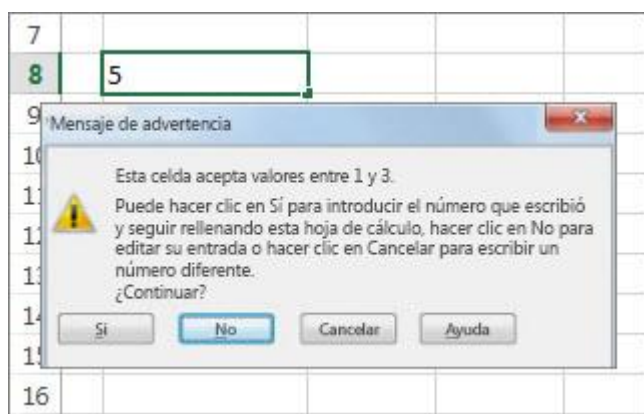 7
8 5
9
Mensaje de advertencia
Esta celda acepta valores entre 1 y 3.
Puede hacer clic en Sí para introducir el número que escribió
y seguir rellenando esta hoja de cálculo, hacer clic en No para
editar su entrada o hacer clic en Cancelar para escribir un
número diferente.
¿Continuar?
Sí No Cancelar Ayuda
16